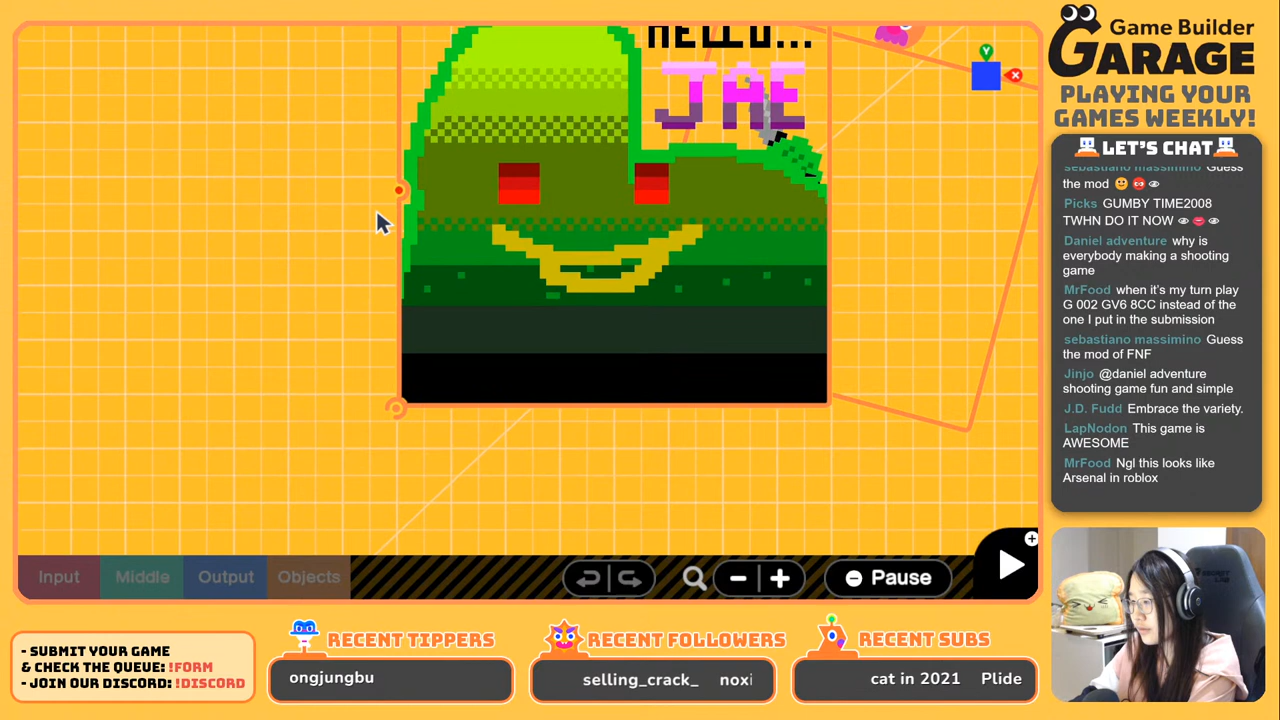 HELLO...
JAE
Y
X
Input
Middle
Output
Objects
Pause
Game Builder
GARAGE
PLAYING YOUR
GAMES WEEKLY!
LET'S CHAT
sebastiano massimino Guess
the mod
Picks GUMBY TIME2008
TWHN DO IT NOW
Daniel adventure why is
everybody making a shooting
game
MrFood when it's my turn play
G 002 GV6 8CC instead of the
one I put in the submission
sebastiano massimino Guess
the mod of FNF
Jinjo @daniel adventure
shooting game fun and simple
J.D. Fudd Embrace the variety.
LapNodon This game is
AWESOME
MrFood Ngl this looks like
Arsenal in roblox
- SUBMIT YOUR GAME
& CHECK THE QUEUE: !FORM
- JOIN OUR DISCORD: !DISCORD
RECENT TIPPERS
ongjungbu
RECENT FOLLOWERS
selling_crack_ noxi
RECENT SUBS
cat in 2021 Plide